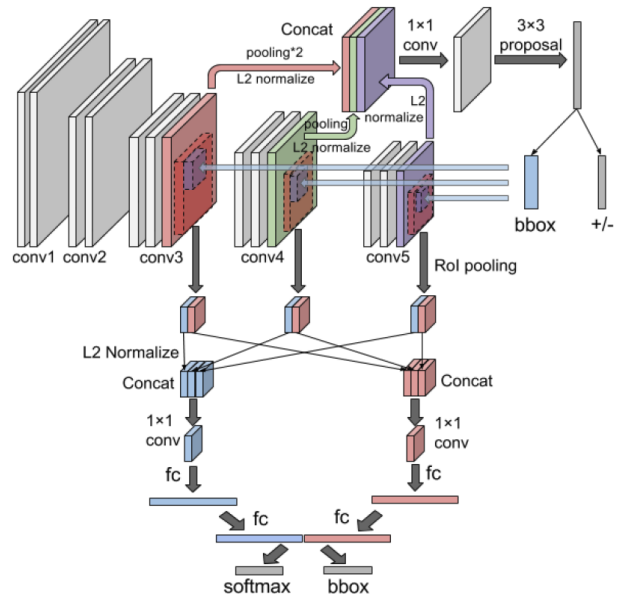 Concat
1×1
conv
3×3
proposal
pooling*2
L2 normalize
pooling
L2 normalize
L2
normalize
bbox
+/-
conv1
conv2
conv3
conv4
conv5
RoI pooling
L2 Normalize
Concat
Concat
1×1
conv
1×1
conv
fc
fc
fc
fc
softmax
bbox